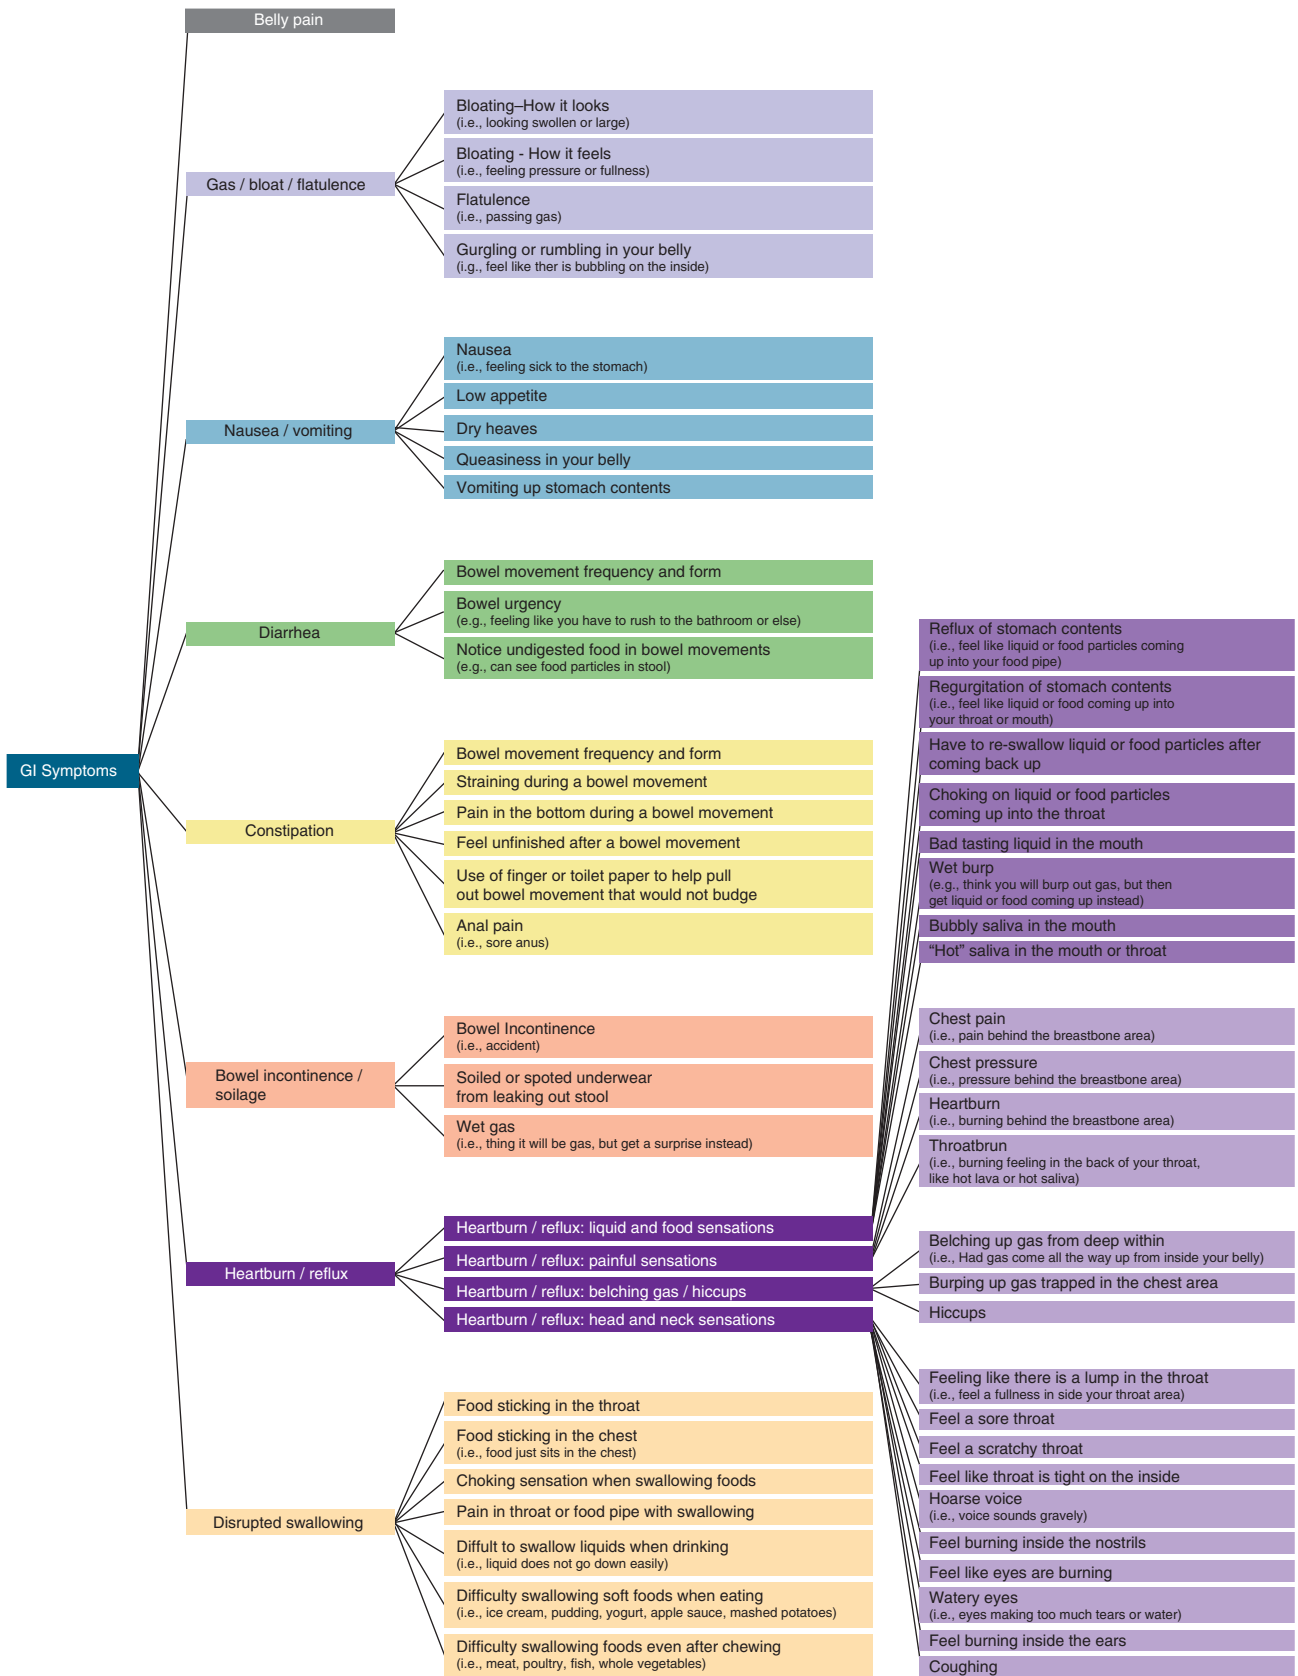 Belly pain
Gas / bloat / flatulence
Bloating–How it looks
(i.e., looking swollen or large)
Bloating - How it feels
(i.e., feeling pressure or fullness)
Flatulence
(i.e., passing gas)
Gurgling or rumbling in your belly
(i.g., feel like ther is bubbling on the inside)
Nausea / vomiting
Nausea
(i.e., feeling sick to the stomach)
Low appetite
Dry heaves
Queasiness in your belly
Vomiting up stomach contents
Diarrhea
Bowel movement frequency and form
Bowel urgency
(e.g., feeling like you have to rush to the bathroom or else)
Notice undigested food in bowel movements
(e.g., can see food particles in stool)
GI Symptoms
Constipation
Bowel movement frequency and form
Straining during a bowel movement
Pain in the bottom during a bowel movement
Feel unfinished after a bowel movement
Use of finger or toilet paper to help pull
out bowel movement that would not budge
Anal pain
(i.e., sore anus)
Bowel incontinence /
soilage
Bowel Incontinence
(i.e., accident)
Soiled or spoted underwear
from leaking out stool
Wet gas
(i.e., thing it will be gas, but get a surprise instead)
Heartburn / reflux
Heartburn / reflux: liquid and food sensations
Heartburn / reflux: painful sensations
Heartburn / reflux: belching gas / hiccups
Heartburn / reflux: head and neck sensations
Reflux of stomach contents
(i.e., feel like liquid or food particles coming
up into your food pipe)
Regurgitation of stomach contents
(i.e., feel like liquid or food coming up into
your throat or mouth)
Have to re-swallow liquid or food particles after
coming back up
Choking on liquid or food particles
coming up into the throat
Bad tasting liquid in the mouth
Wet burp
(e.g., think you will burp out gas, but then
get liquid or food coming up instead)
Bubbly saliva in the mouth
“Hot” saliva in the mouth or throat
Chest pain
(i.e., pain behind the breastbone area)
Chest pressure
(i.e., pressure behind the breastbone area)
Heartburn
(i.e., burning behind the breastbone area)
Throatbrun
(i.e., burning feeling in the back of your throat,
like hot lava or hot saliva)
Belching up gas from deep within
(i.e., Had gas come all the way up from inside your belly)
Burping up gas trapped in the chest area
Hiccups
Feeling like there is a lump in the throat
(i.e., feel a fullness in side your throat area)
Feel a sore throat
Feel a scratchy throat
Feel like throat is tight on the inside
Hoarse voice
(i.e., voice sounds gravely)
Feel burning inside the nostrils
Feel like eyes are burning
Watery eyes
(i.e., eyes making too much tears or water)
Feel burning inside the ears
Coughing
Disrupted swallowing
Food sticking in the throat
Food sticking in the chest
(i.e., food just sits in the chest)
Choking sensation when swallowing foods
Pain in throat or food pipe with swallowing
Diffult to swallow liquids when drinking
(i.e., liquid does not go down easily)
Difficulty swallowing soft foods when eating
(i.e., ice cream, pudding, yogurt, apple sauce, mashed potatoes)
Difficulty swallowing foods even after chewing
(i.e., meat, poultry, fish, whole vegetables)